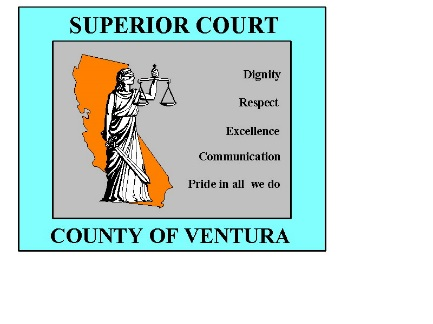 SUPERIOR COURT
Dignity
Respect
Excellence
Communication
Pride in all we do
COUNTY OF VENTURA